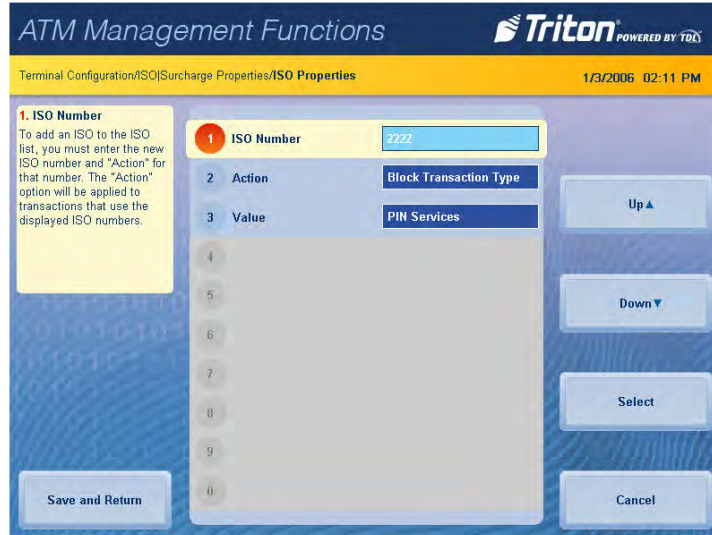 ATM Management Functions
Triton POWERED BY TDL
Terminal Configuration/ISO|Surcharge Properties/ISO Properties
1/3/2006 02:11 PM
1. ISO Number
To add an ISO to the ISO
list, you must enter the new
ISO number and "Action" for
that number. The "Action"
option will be applied to
transactions that use the
displayed ISO numbers.
1 ISO Number 2222
2 Action Block Transaction Type
3 Value PIN Services
4
5
6
7
8
9
0
Up▲
Down▼
Select
Save and Return
Cancel